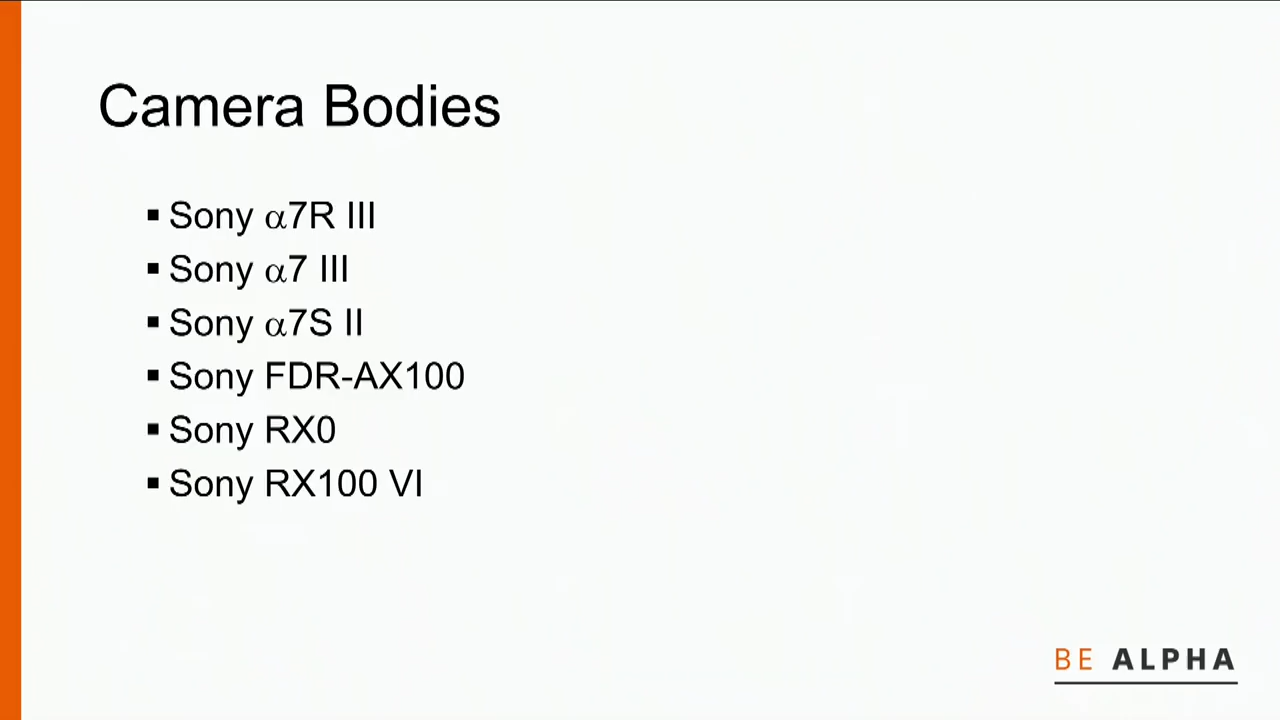 Camera Bodies
▪ Sony α7R III
▪ Sony α7 III
▪ Sony α7S II
▪ Sony FDR-AX100
▪ Sony RX0
▪ Sony RX100 VI
BE ALPHA